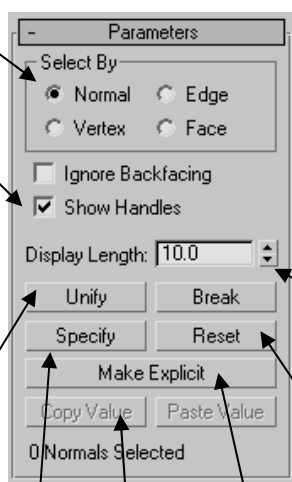 - Parameters
Select By
Normal Edge
Vertex Face
Ignore Backfacing
Show Handles
Display Length: 10.0
Unify Break
Specify Reset
Make Explicit
Copy Value Paste Value
0 Normals Selected